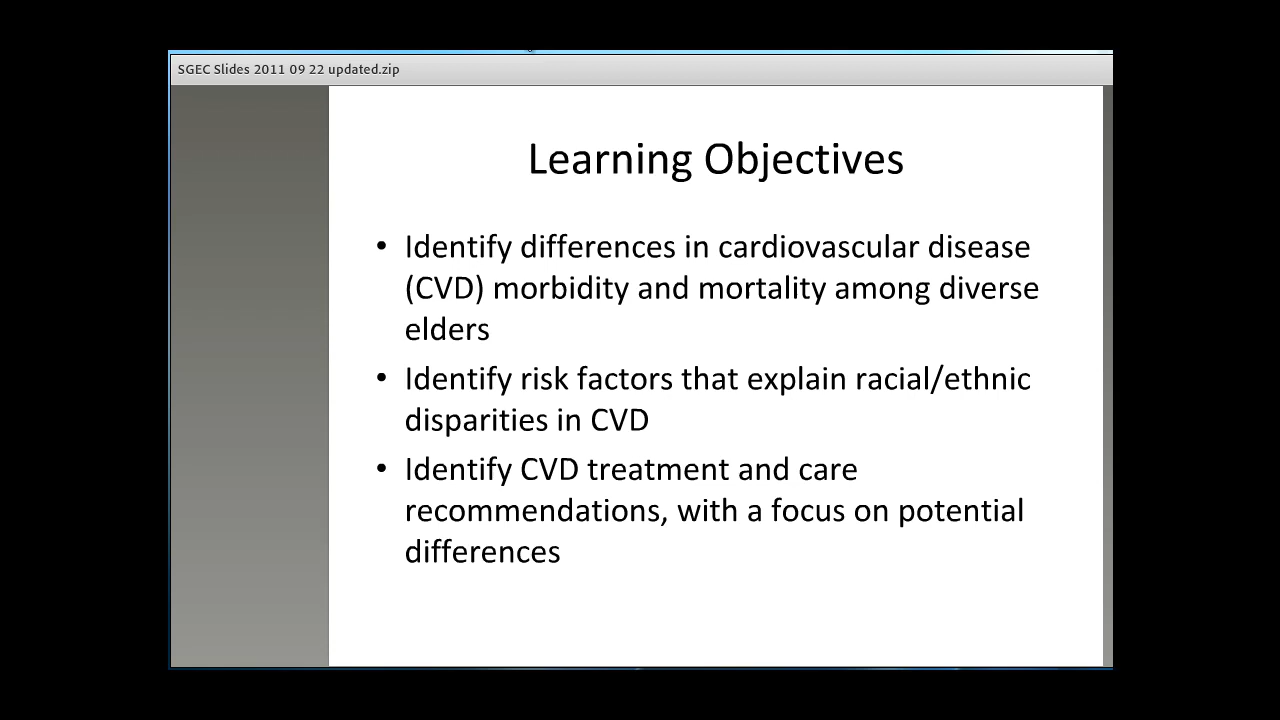 SGEC Slides 2011 09 22 updated.zip
Learning Objectives
• Identify differences in cardiovascular disease
(CVD) morbidity and mortality among diverse
elders
• Identify risk factors that explain racial/ethnic
disparities in CVD
• Identify CVD treatment and care
recommendations, with a focus on potential
differences